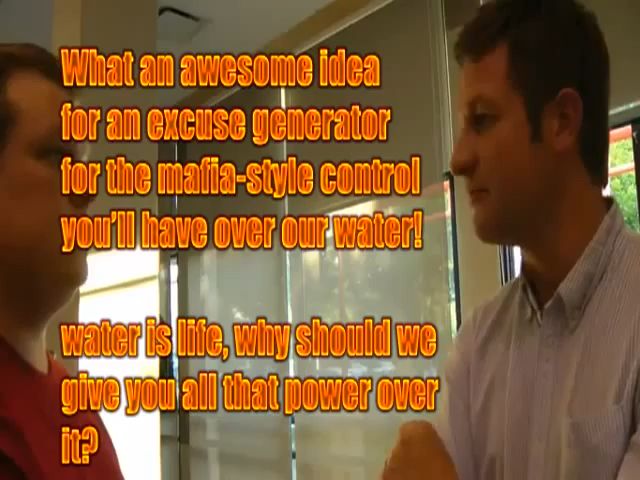 What an awesome idea
for an excuse generator
for the mafia-style control
you'll have over our water!
water is life, why should we
give you all that power over
it?